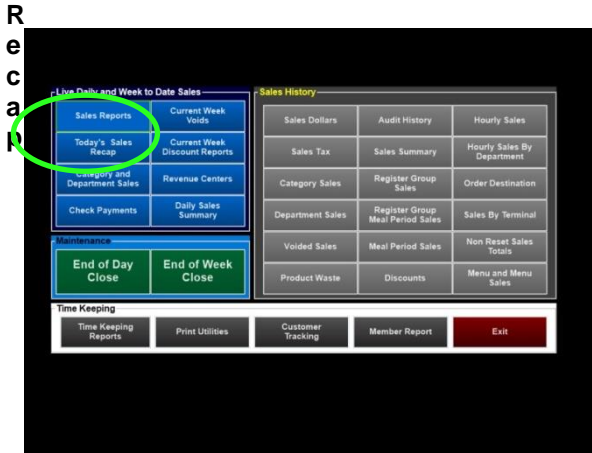 R
e
c
a
p
Live Daily and Week to Date Sales
Sales Reports
Current Week
Voids
Today's Sales
Recap
Current Week
Discount Reports
Category and
Department Sales
Revenue Centers
Check Payments
Daily Sales
Summary
Maintenance
End of Day
Close
End of Week
Close
Sales History
Sales Dollars
Audit History
Hourly Sales
Sales Tax
Sales Summary
Hourly Sales By
Department
Category Sales
Register Group
Sales
Order Destination
Department Sales
Register Group
Meal Period Sales
Sales By Terminal
Voided Sales
Meal Period Sales
Non Reset Sales
Totals
Product Waste
Discounts
Menu and Menu
Sales
Time Keeping
Time Keeping
Reports
Print Utilities
Customer
Tracking
Member Report
Exit